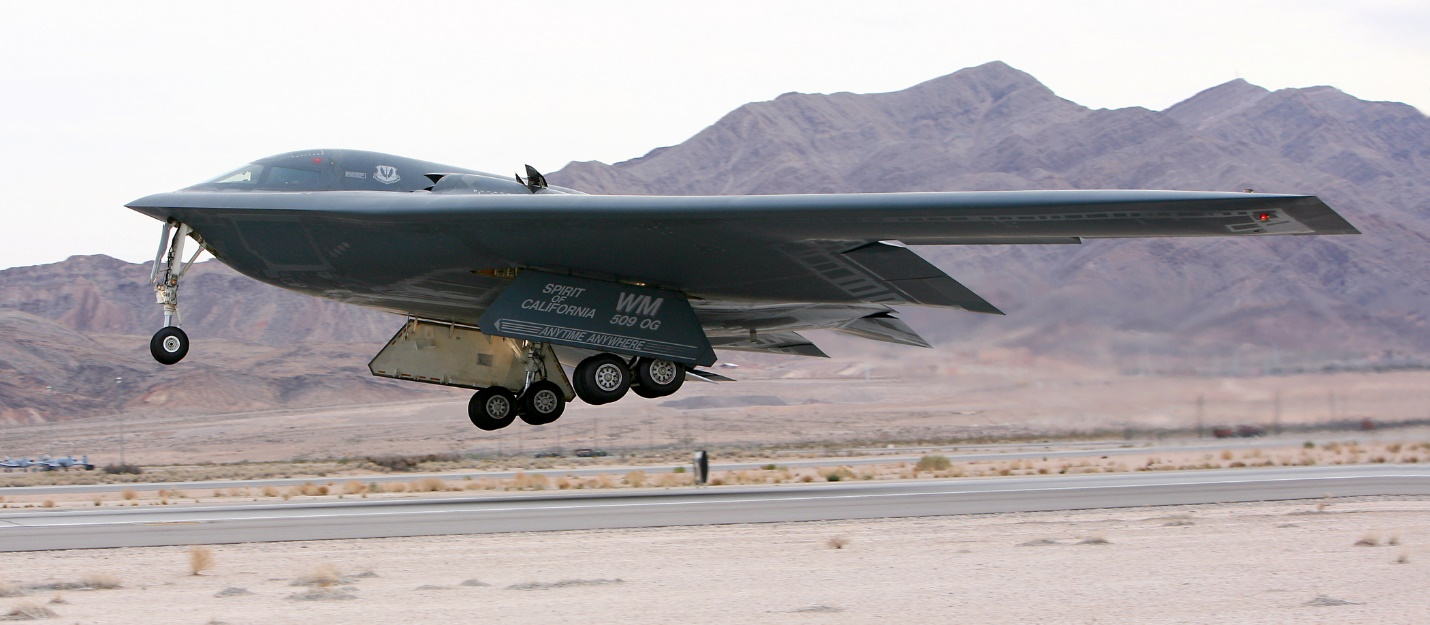 SPIRIT
OF
CALIFORNIA
WM
509 OG
ANYTIME ANYWHERE